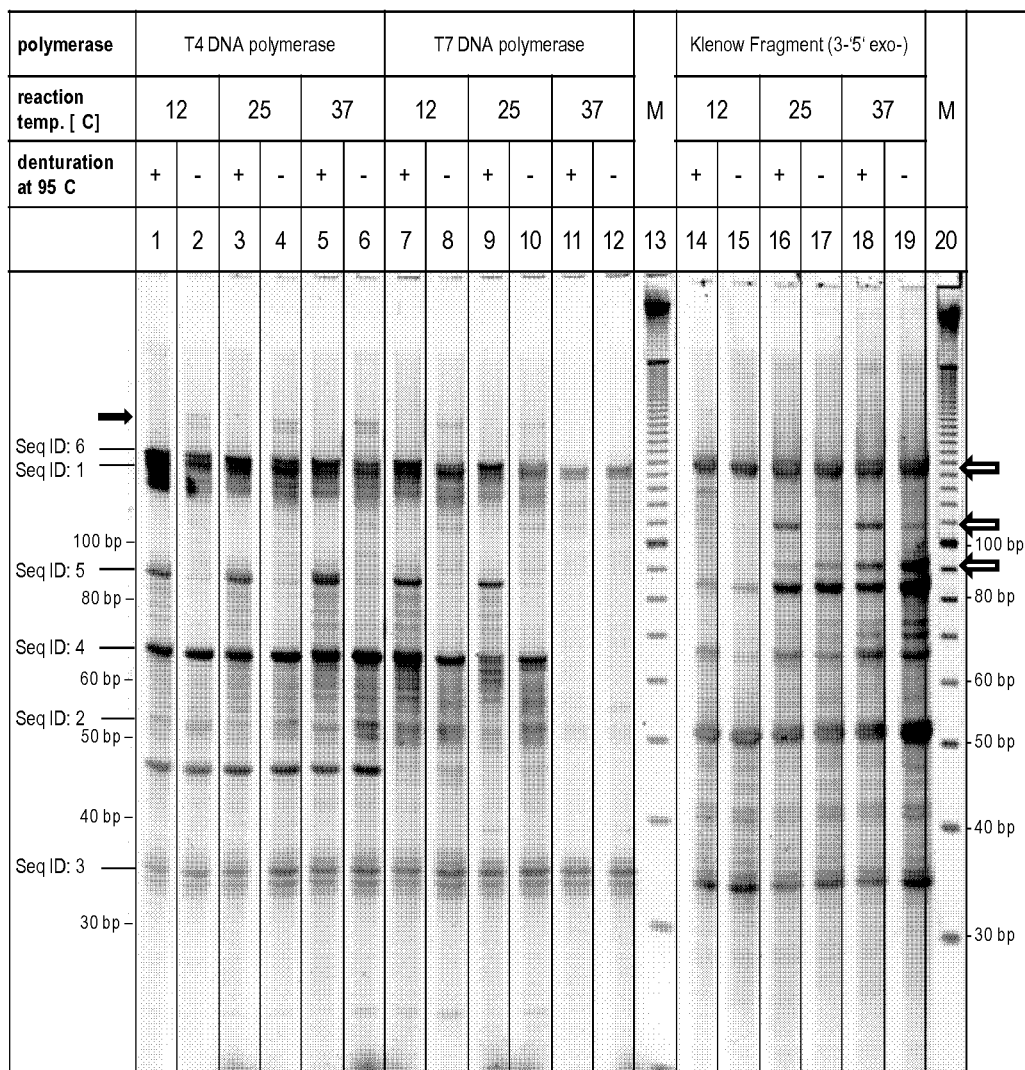 polymerase T4 DNA polymerase T7 DNA polymerase Klenow Fragment (3-'5' exo-)
reaction
temp. [ C] 12 25 37 12 25 37 M 12 25 37 M
denturation
at 95 C + - + - + - + - + - + - + - + - + -
1 2 3 4 5 6 7 8 9 10 11 12 13 14 15 16 17 18 19 20
Seq ID: 6
Seq ID: 1
100 bp
100 bp
Seq ID: 5
80 bp
80 bp
Seq ID: 4
60 bp
60 bp
Seq ID: 2
50 bp
50 bp
40 bp
40 bp
Seq ID: 3
30 bp
30 bp